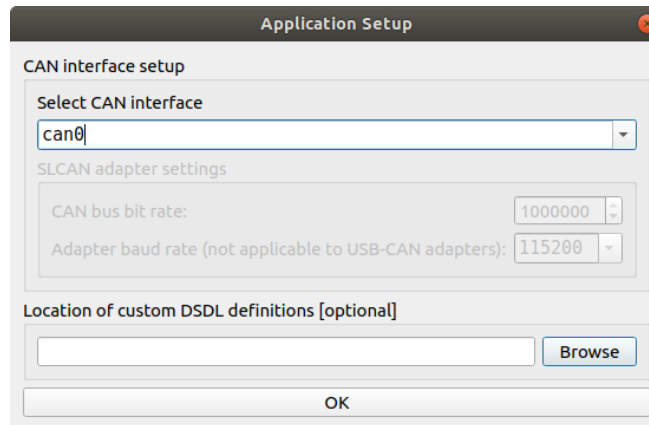 Application Setup
CAN interface setup
Select CAN interface
can0
SLCAN adapter settings
CAN bus bit rate: 1000000
Adapter baud rate (not applicable to USB-CAN adapters): 115200
Location of custom DSDL definitions [optional]
Browse
OK